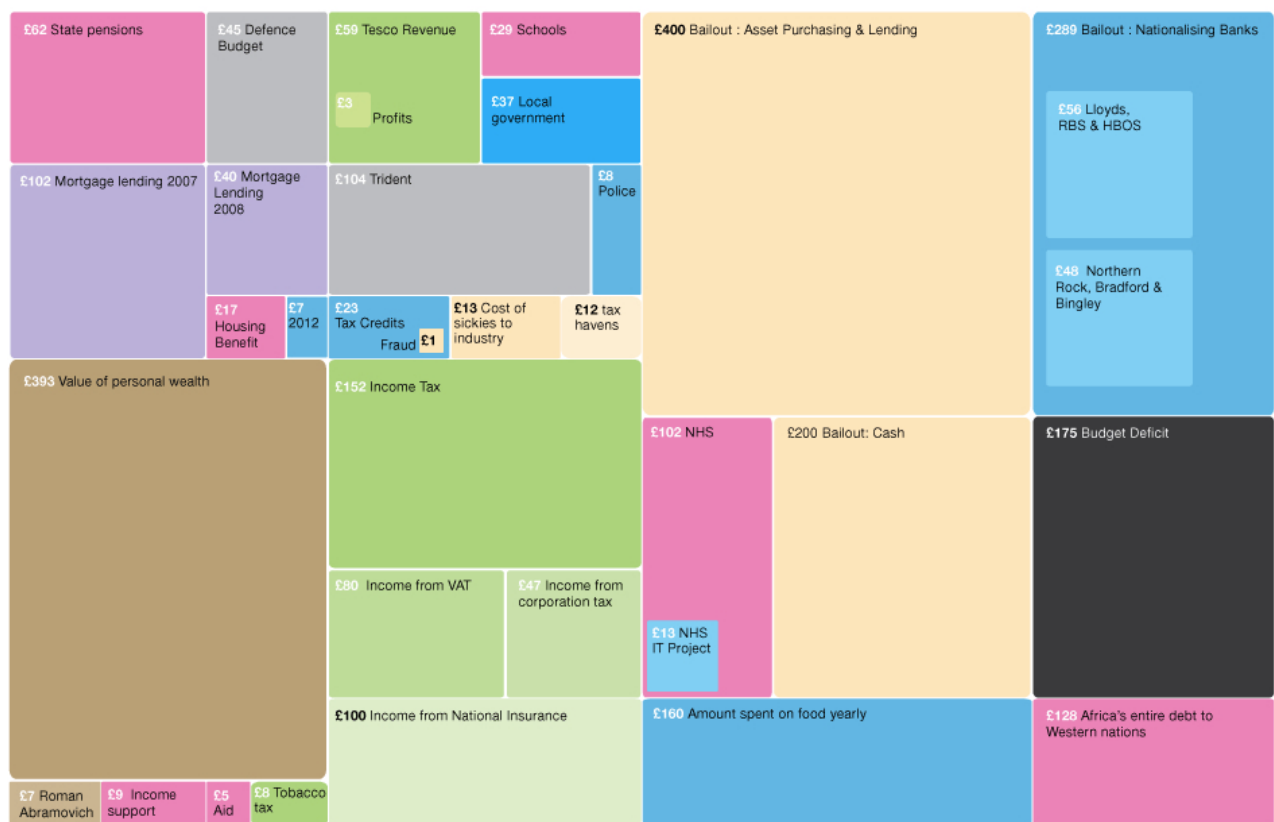 £62 State pensions
£45 Defence
Budget
£59 Tesco Revenue
£3
Profits
£29 Schools
£37 Local
government
£400 Bailout : Asset Purchasing & Lending
£289 Bailout : Nationalising Banks
£56 Lloyds,
RBS & HBOS
£48 Northern
Rock, Bradford &
Bingley
£102 Mortgage lending 2007
£40 Mortgage
Lending
2008
£104 Trident
£8
Police
£17
Housing
Benefit
£7
2012
£23
Tax Credits
Fraud £1
£13 Cost of
sickies to
industry
£12 tax
havens
£393 Value of personal wealth
£152 Income Tax
£102 NHS
£13 NHS
IT Project
£200 Bailout: Cash
£175 Budget Deficit
£80 Income from VAT
£47 Income from
corporation tax
£100 Income from National Insurance
£160 Amount spent on food yearly
£128 Africa's entire debt to
Western nations
£7 Roman
Abramovich
£9 Income
support
£5
Aid
£8 Tobacco
tax